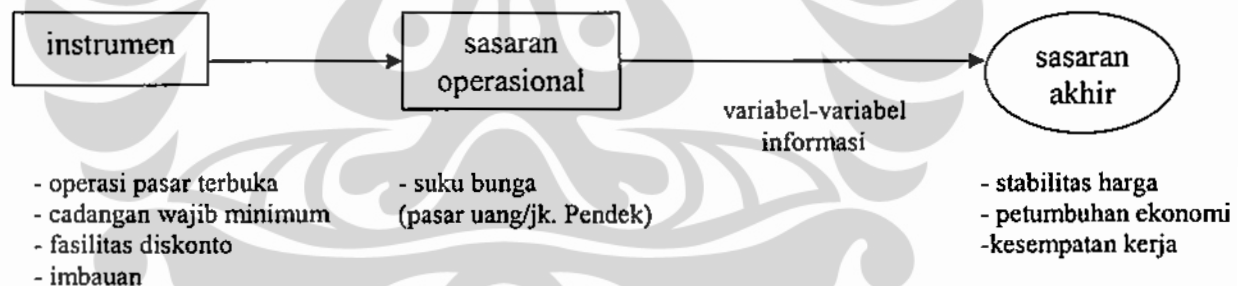 instrumen
sasaran
operasional
sasaran
akhir
variabel-variabel
informasi
- operasi pasar terbuka
- cadangan wajib minimum
- fasilitas diskonto
- imbauan
- suku bunga
(pasar uang/jk. Pendek)
- stabilitas harga
- petumbuhan ekonomi
-kesempatan kerja